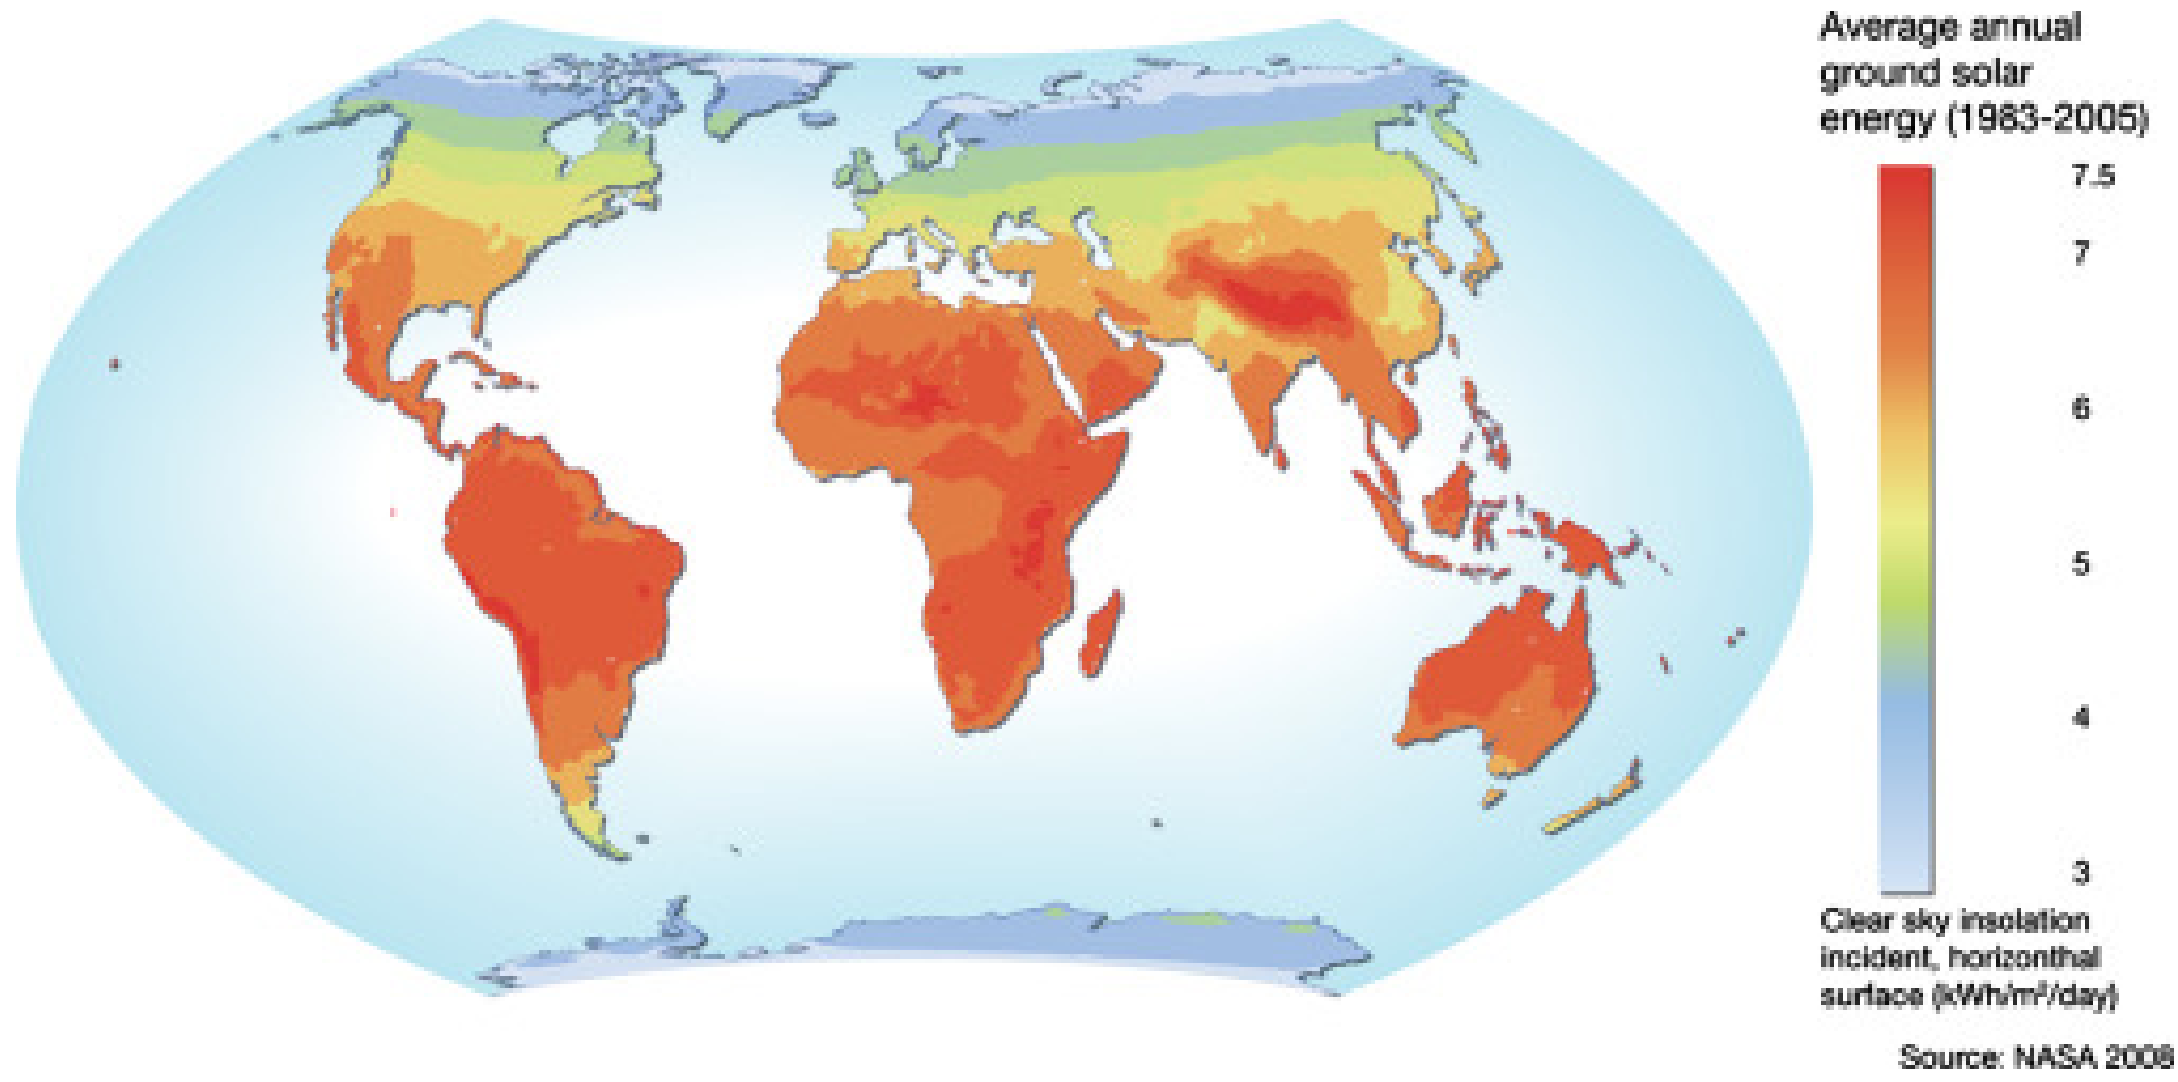 Average annual
ground solar
energy (1983-2005)
7.5
7
6
5
4
3
Clear sky insolation
incident, horizonthal
surface (kWh/m²/day)
Source: NASA 2008